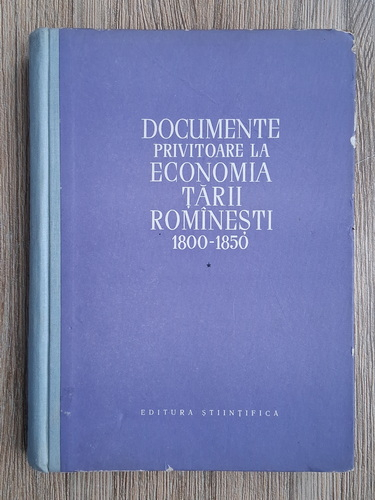 DOCUMENTE
PRIVITOARE LA
ECONOMIA
ȚĂRII
ROMÎNEȘTI
1800-1850
*
EDITURA ȘTIINȚIFICA